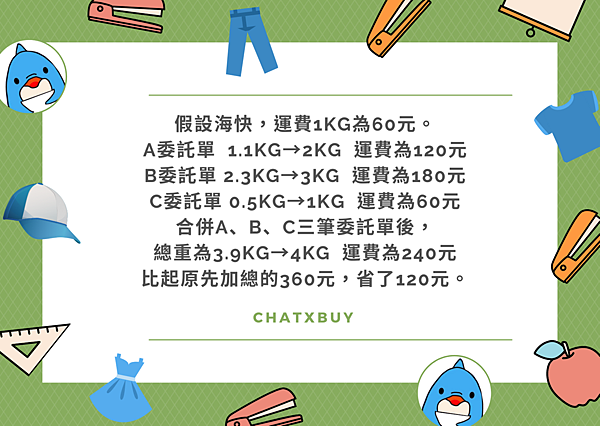 假設海快，運費1KG為60元。
A委託單 1.1KG→2KG 運費為120元
B委託單 2.3KG→3KG 運費為180元
C委託單 0.5KG→1KG 運費為60元
合併A、B、C三筆委託單後，
總重為3.9KG→4KG 運費為240元
比起原先加總的360元，省了120元。
CHATXBUY